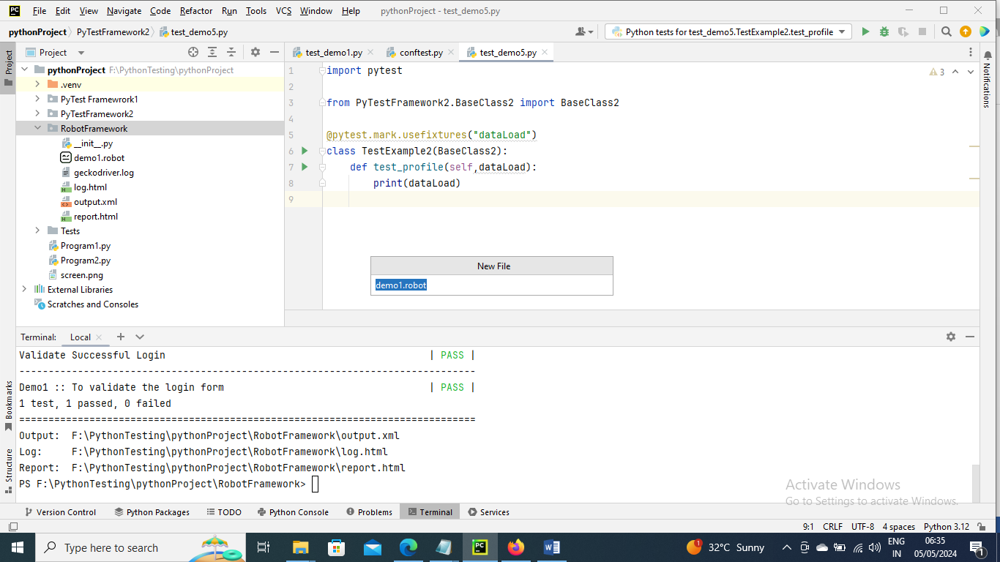 PC File Edit View Navigate Code Refactor Run Tools VCS Window Help pythonProject - test_demo5.py
pythonProject PyTestFramework2 test_demo5.py Python tests for test_demo5.TestExample2.test_profile
Project
Project
test_demo1.py
conftest.py
test_demo5.py
Notifications
pythonProject F:\PythonTesting\pythonProject
.venv
PyTest Framewrork1
PyTestFramework2
RobotFramework
__init__.py
demo1.robot
geckodriver.log
log.html
output.xml
report.html
Tests
Program1.py
Program2.py
screen.png
External Libraries
Scratches and Consoles
1 import pytest
3
2
3 from PyTestFramework2.BaseClass2 import BaseClass2
4
5 @pytest.mark.usefixtures("dataLoad")
6 class TestExample2(BaseClass2):
7 def test_profile(self,dataLoad):
8 print(dataLoad)
9
New File
demo1.robot
Terminal: Local
Validate Successful Login | PASS |
------------------------------------------------------------------------------
Demo1 :: To validate the login form | PASS |
1 test, 1 passed, 0 failed
==============================================================================
Output: F:\PythonTesting\pythonProject\RobotFramework\output.xml
Log: F:\PythonTesting\pythonProject\RobotFramework\log.html
Report: F:\PythonTesting\pythonProject\RobotFramework\report.html
PS F:\PythonTesting\pythonProject\RobotFramework>
Bookmarks
Structure
Activate Windows
Go to Settings to activate Windows.
Version Control Python Packages TODO Python Console Problems Terminal Services
9:1 CRLF UTF-8 4 spaces Python 3.12
Type here to search
PC
W
1
32°C Sunny
ENG
IN
06:35
05/05/2024
1